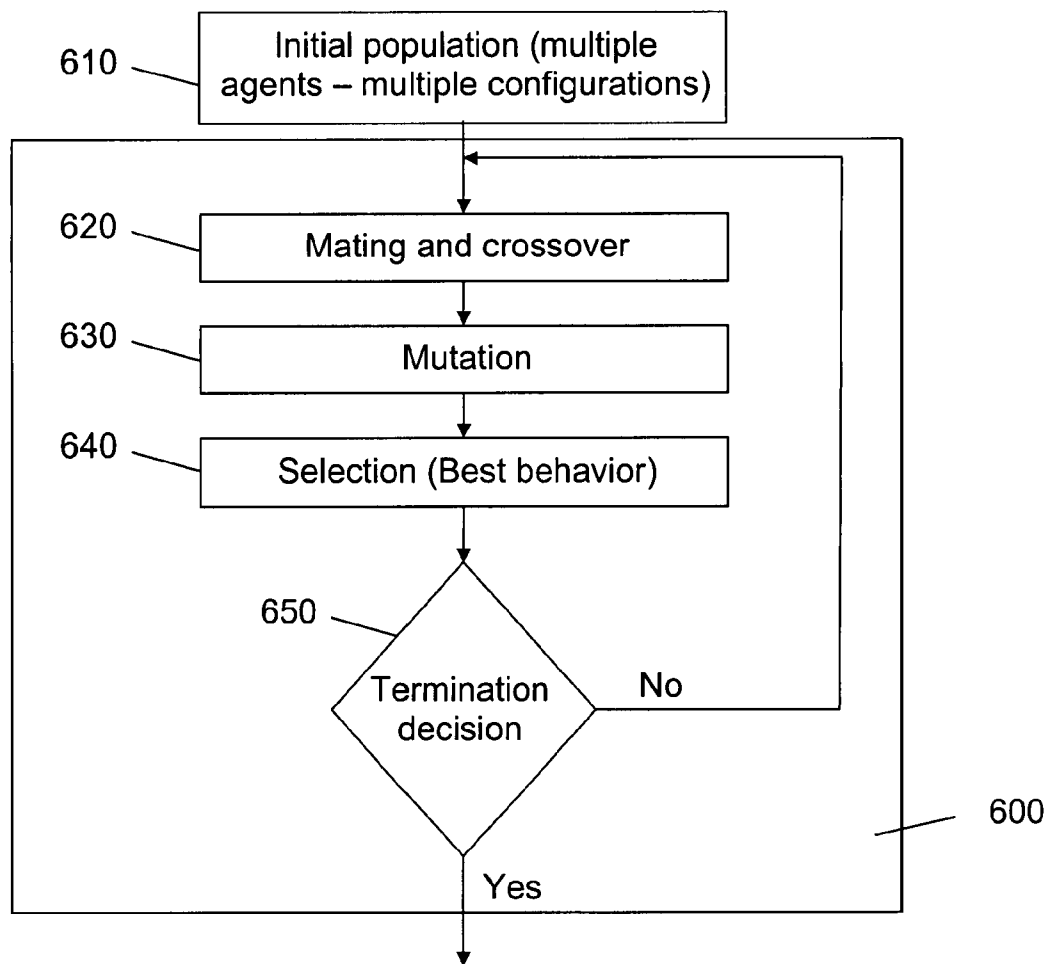 610
Initial population (multiple
agents – multiple configurations)
620
Mating and crossover
630
Mutation
640
Selection (Best behavior)
650
Termination
decision
No
600
Yes